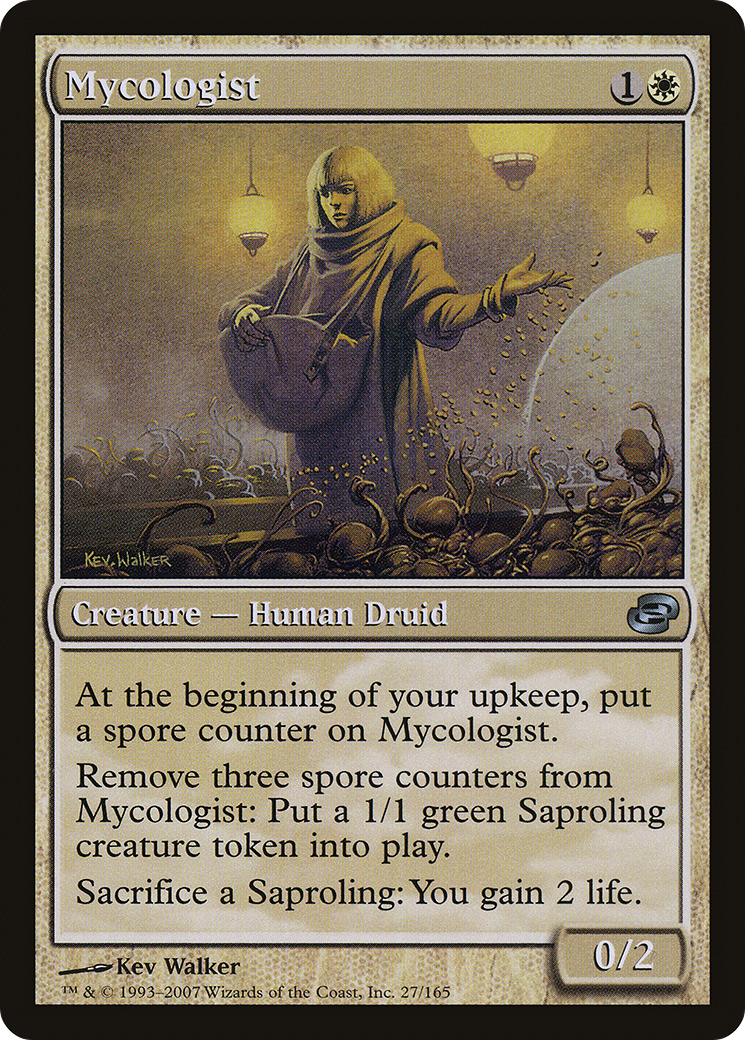 Mycologist 1
Kev. Walker
Creature — Human Druid
At the beginning of your upkeep, put
a spore counter on Mycologist.
Remove three spore counters from
Mycologist: Put a 1/1 green Saproling
creature token into play.
Sacrifice a Saproling: You gain 2 life.
0/2
Kev Walker
™ & © 1993–2007 Wizards of the Coast, Inc. 27/165